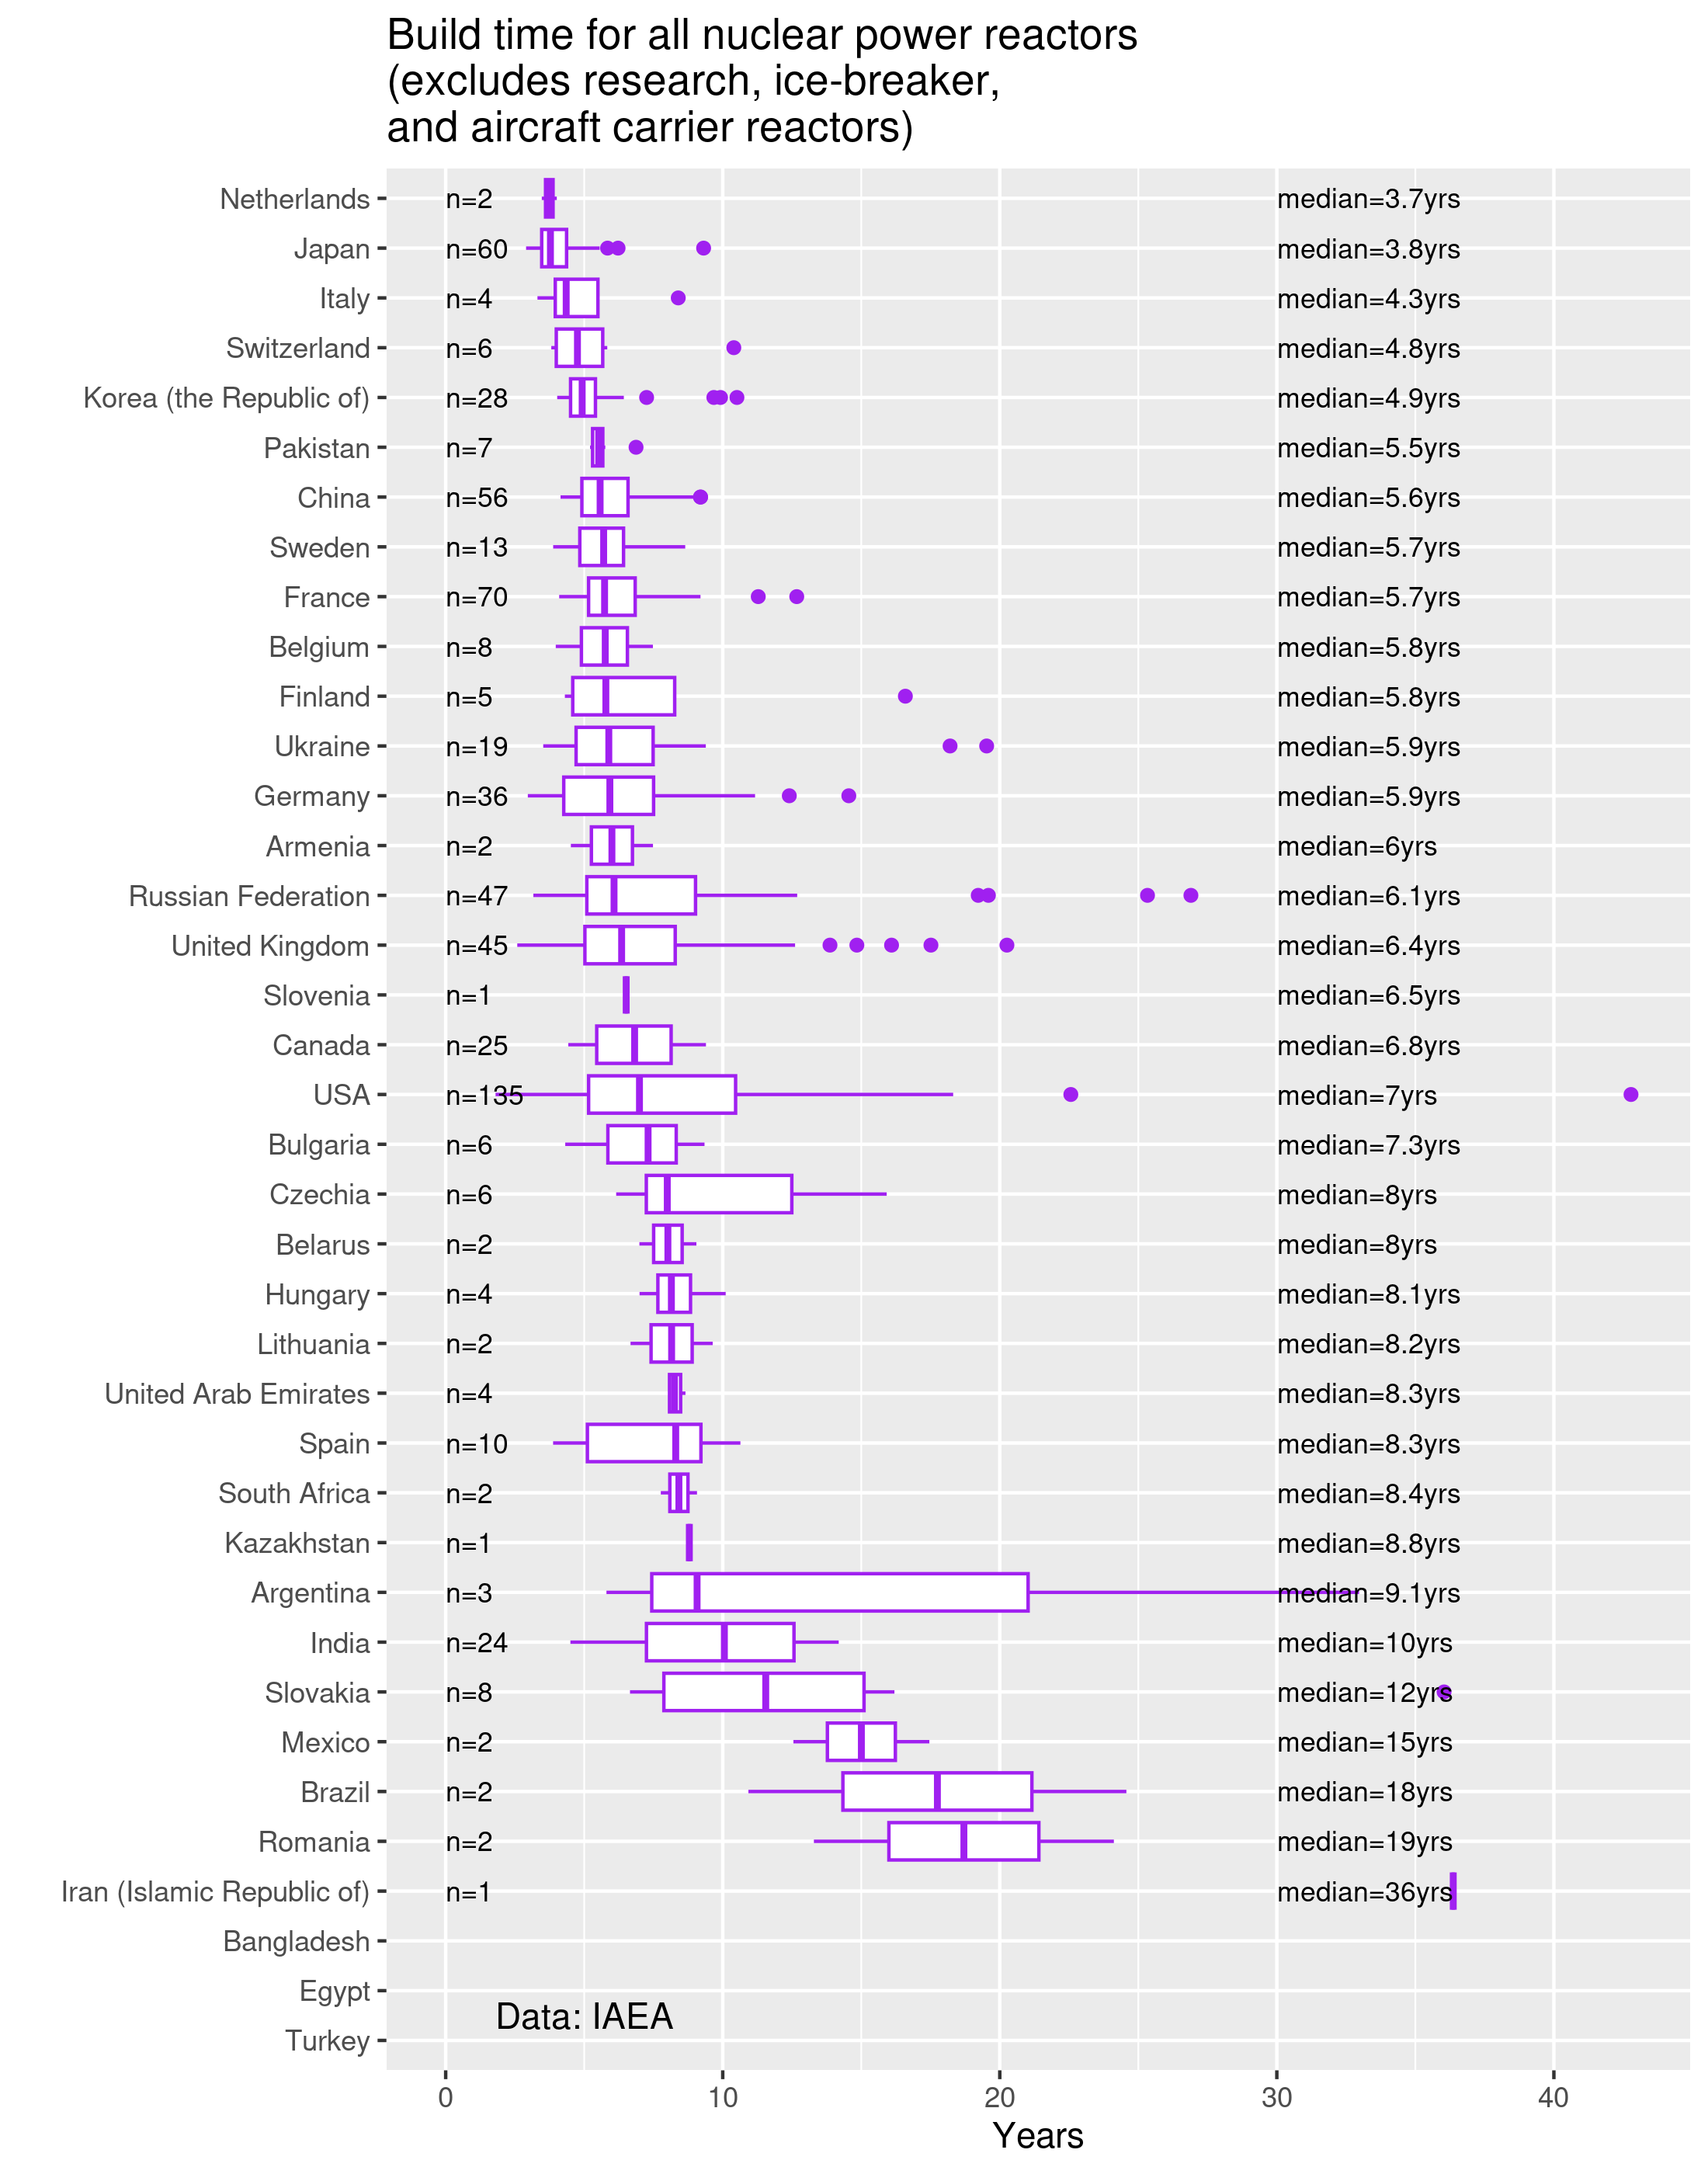 Build time for all nuclear power reactors
(excludes research, ice-breaker,
and aircraft carrier reactors)
Netherlands n=2 median=3.7yrs
Japan n=60 median=3.8yrs
Italy n=4 median=4.3yrs
Switzerland n=6 median=4.8yrs
Korea (the Republic of) n=28 median=4.9yrs
Pakistan n=7 median=5.5yrs
China n=56 median=5.6yrs
Sweden n=13 median=5.7yrs
France n=70 median=5.7yrs
Belgium n=8 median=5.8yrs
Finland n=5 median=5.8yrs
Ukraine n=19 median=5.9yrs
Germany n=36 median=5.9yrs
Armenia n=2 median=6yrs
Russian Federation n=47 median=6.1yrs
United Kingdom n=45 median=6.4yrs
Slovenia n=1 median=6.5yrs
Canada n=25 median=6.8yrs
USA n=135 median=7yrs
Bulgaria n=6 median=7.3yrs
Czechia n=6 median=8yrs
Belarus n=2 median=8yrs
Hungary n=4 median=8.1yrs
Lithuania n=2 median=8.2yrs
United Arab Emirates n=4 median=8.3yrs
Spain n=10 median=8.3yrs
South Africa n=2 median=8.4yrs
Kazakhstan n=1 median=8.8yrs
Argentina n=3 median=9.1yrs
India n=24 median=10yrs
Slovakia n=8 median=12yrs
Mexico n=2 median=15yrs
Brazil n=2 median=18yrs
Romania n=2 median=19yrs
Iran (Islamic Republic of) n=1 median=36yrs
Bangladesh
Egypt
Data: IAEA
Turkey
0 10 20 30 40
Years